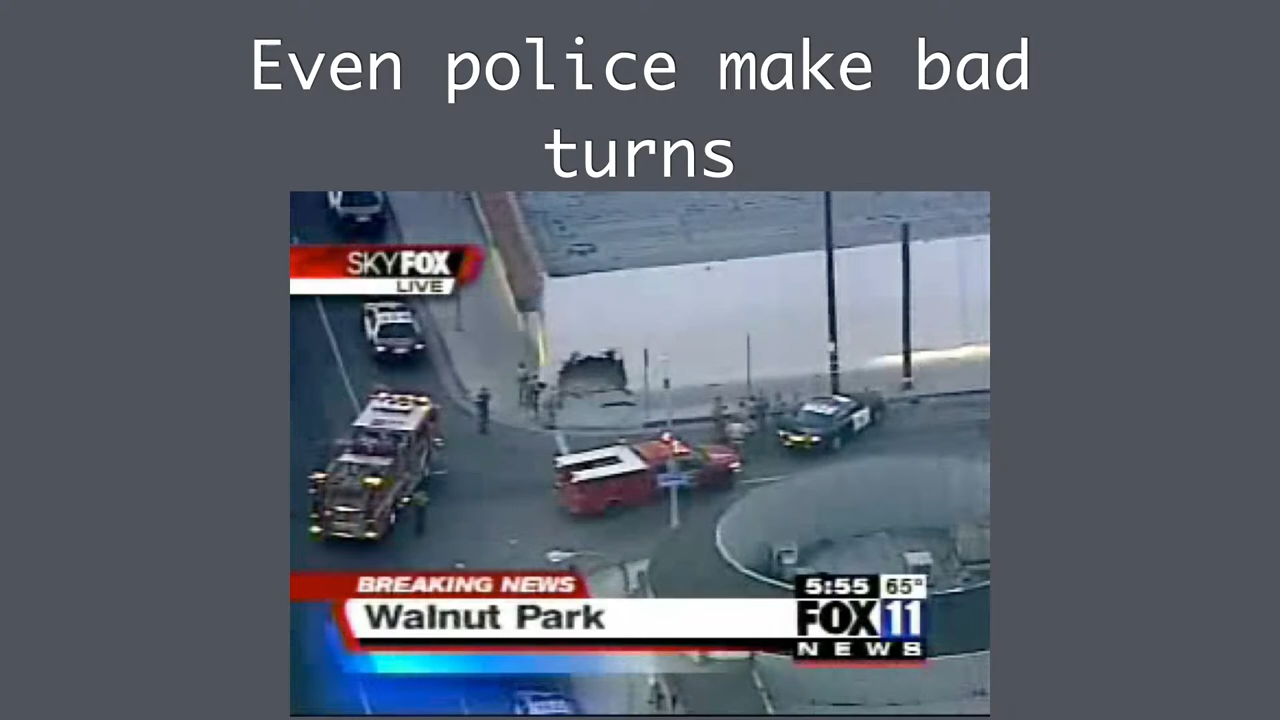 Even police make bad
turns
SKYFOX
LIVE
BREAKING NEWS
Walnut Park
5:55 65°
FOX 11
NEWS